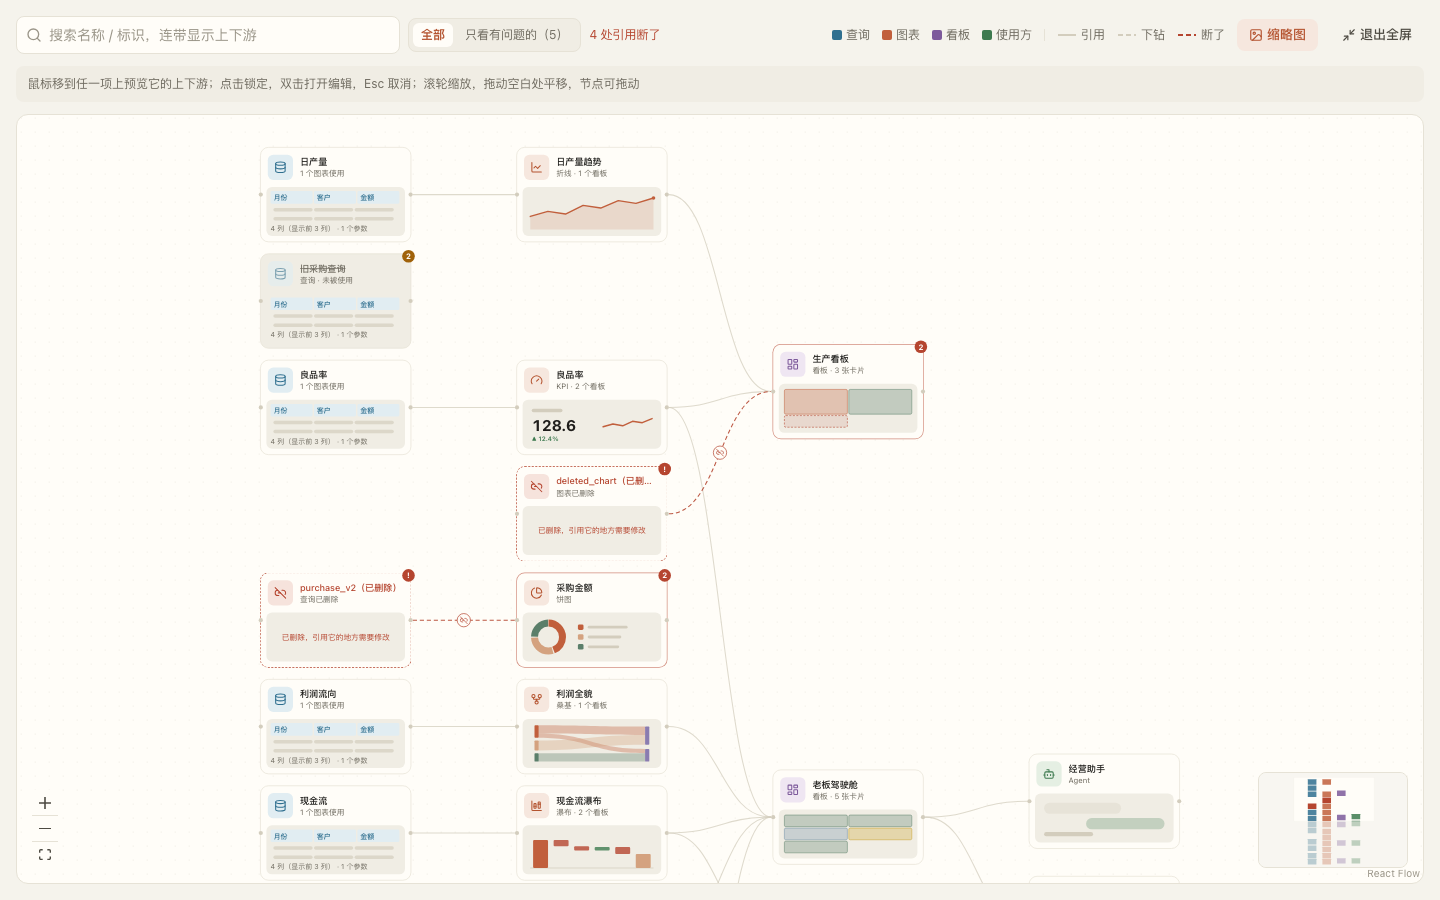 搜索名称 / 标识，连带显示上下游
全部
只看有问题的（5）
4 处引用断了
查询
图表
看板
使用方
引用
下钻
断了
缩略图
退出全屏
鼠标移到任一项上预览它的上下游；点击锁定，双击打开编辑，Esc 取消；滚轮缩放，拖动空白处平移，节点可拖动
日产量
1 个图表使用
月份 客户 金额
4 列（显示前 3 列） · 1 个参数
日产量趋势
折线 · 1 个看板
2
旧采购查询
查询 · 未被使用
月份 客户 金额
4 列（显示前 3 列） · 1 个参数
良品率
1 个图表使用
月份 客户 金额
4 列（显示前 3 列） · 1 个参数
良品率
KPI · 2 个看板
128.6
▲ 12.4%
2
生产看板
看板 · 3 张卡片
!
deleted_chart（已删...
图表已删除
已删除，引用它的地方需要修改
!
purchase_v2（已删除）
查询已删除
已删除，引用它的地方需要修改
2
采购金额
饼图
利润流向
1 个图表使用
月份 客户 金额
4 列（显示前 3 列） · 1 个参数
利润全貌
桑基 · 1 个看板
现金流
1 个图表使用
月份 客户 金额
4 列（显示前 3 列） · 1 个参数
现金流瀑布
瀑布 · 2 个看板
老板驾驶舱
看板 · 5 张卡片
经营助手
Agent
React Flow